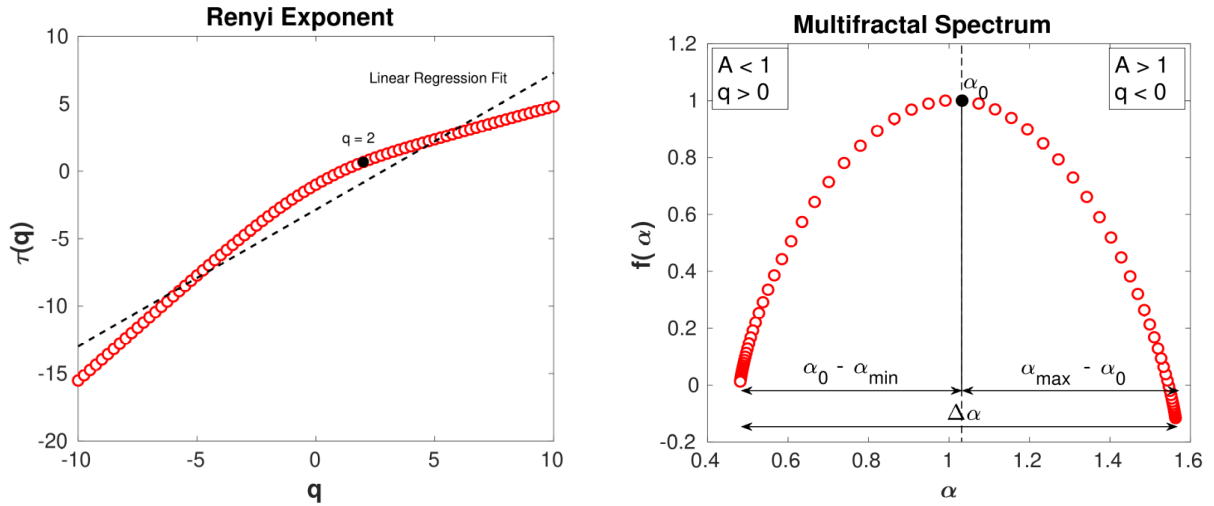 Renyi Exponent
10
5
0
-5
-10
-15
-20
τ(q)
Linear Regression Fit
q = 2
-10
-5
0
5
10
q
Multifractal Spectrum
1.2
1
0.8
0.6
0.4
0.2
0
-0.2
f( α)
A < 1
q > 0
α0
A > 1
q < 0
α0 - αmin
αmax - α0
Δα
0.4
0.6
0.8
1
1.2
1.4
1.6
α